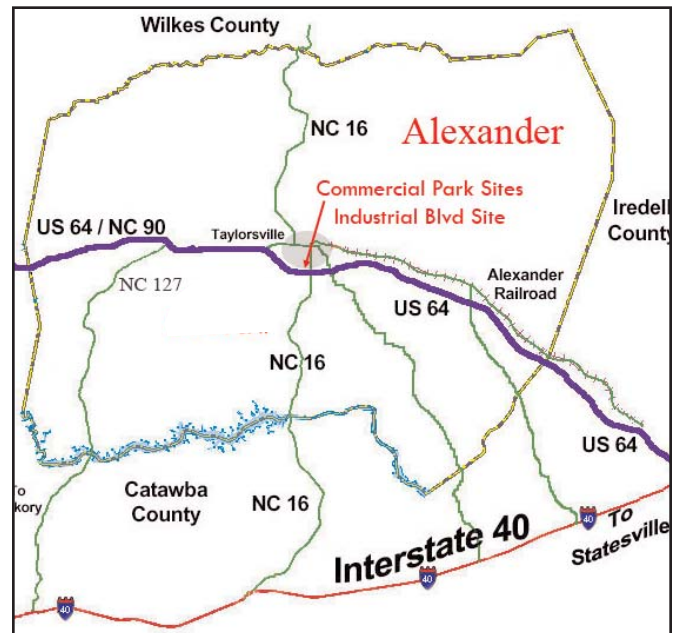 Wilkes County
NC 16
Alexander
Commercial Park Sites
Industrial Blvd Site
Iredell
County
US 64 / NC 90
Taylorsville
NC 127
Alexander
Railroad
US 64
NC 16
US 64
To
kory
Catawba
County
NC 16
Interstate 40
40
To
Statesville
40
40